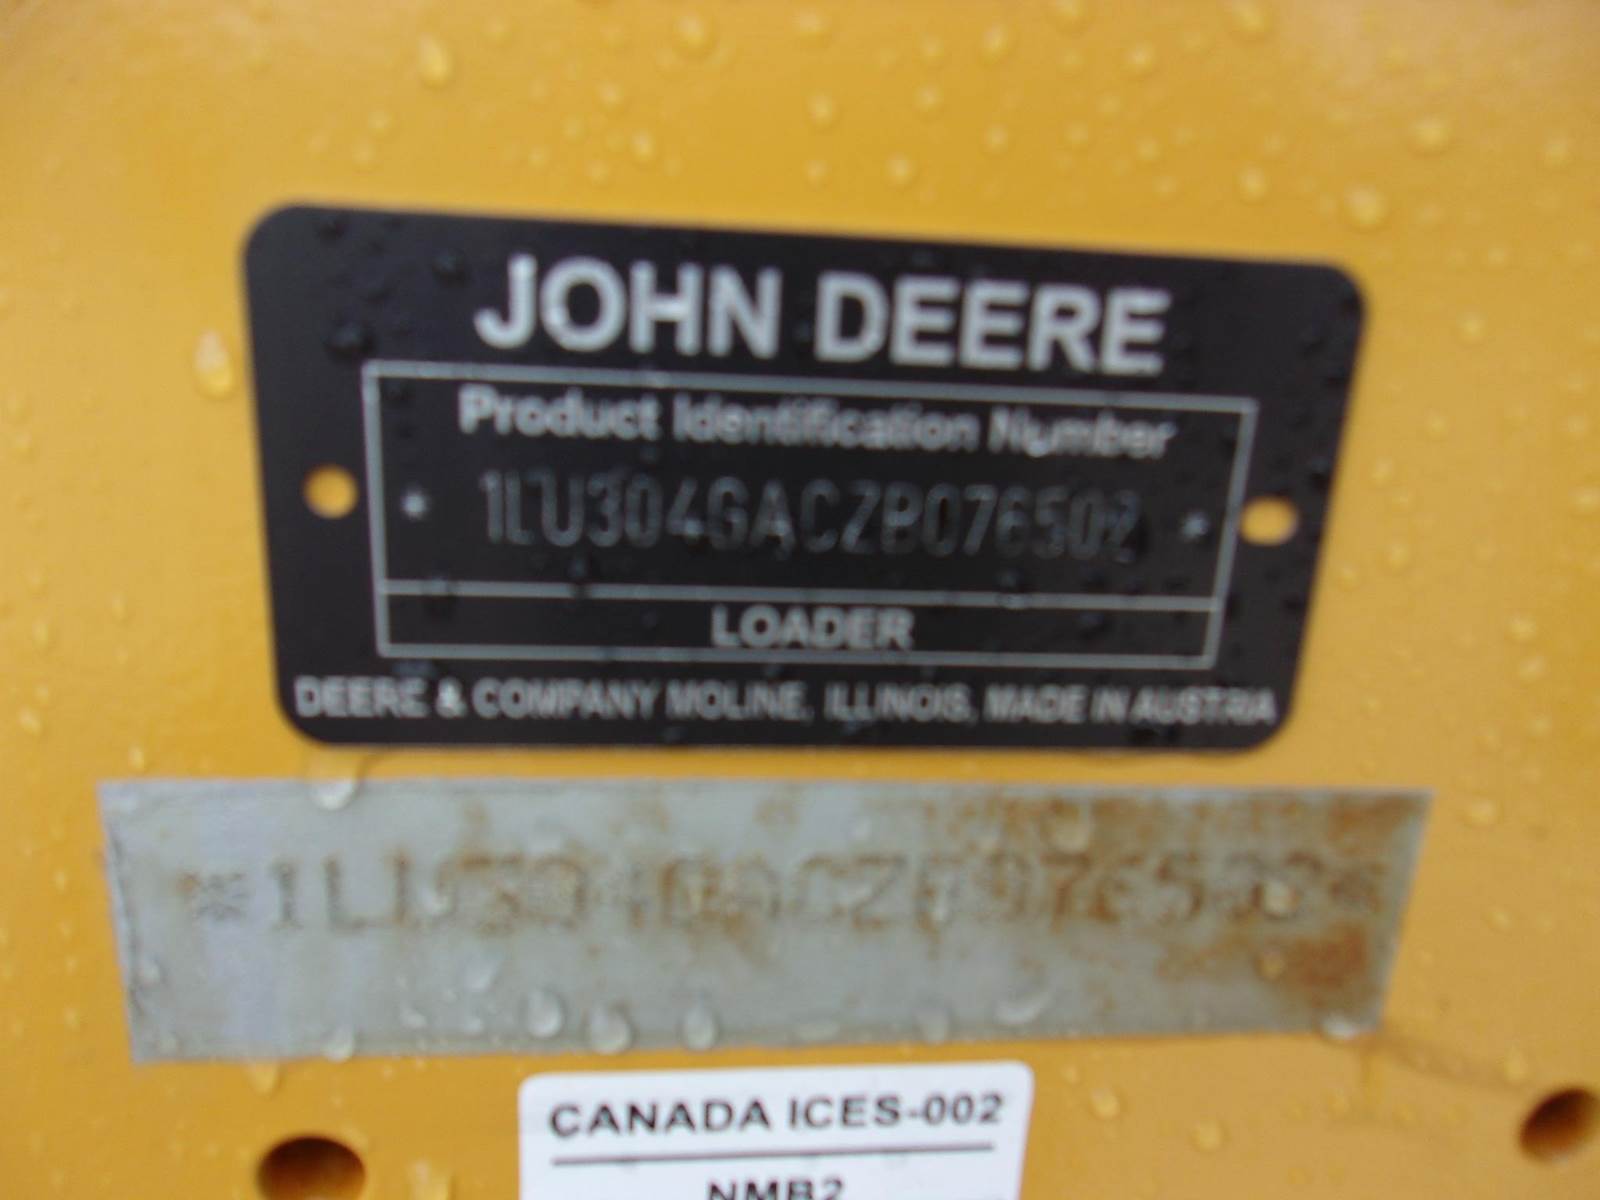 JOHN DEERE
Product Identification Number
* 1LU304GACZB076502 *
LOADER
DEERE & COMPANY MOLINE, ILLINOIS, MADE IN AUSTRIA
CANADA ICES-002
NMB2